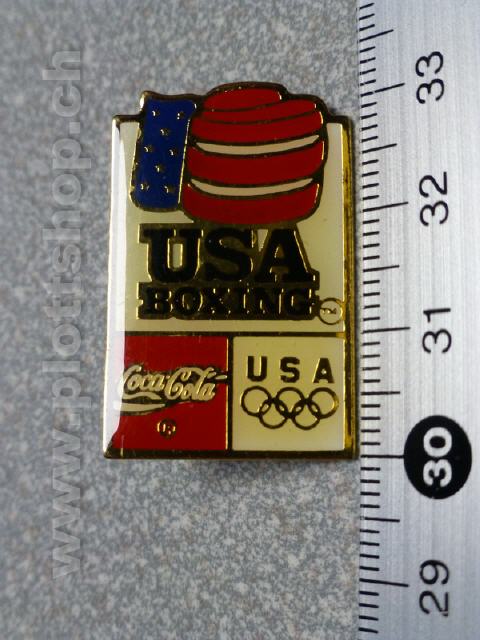 www.plottshop.ch
USA
BOXING
Coca-Cola
®
USA
33
32
31
30
29